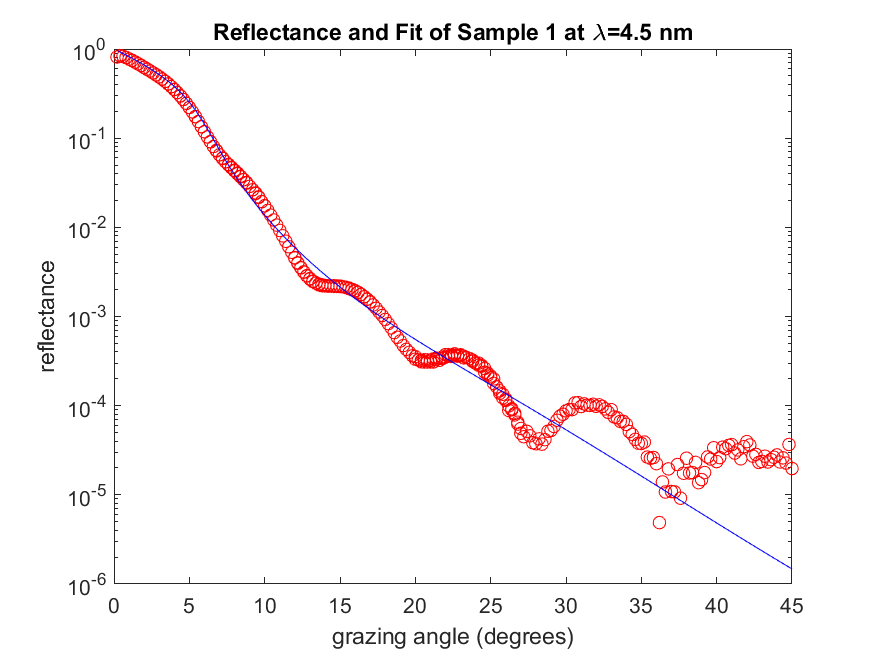 Reflectance and Fit of Sample 1 at λ=4.5 nm
10^0
10^-1
10^-2
10^-3
10^-4
10^-5
10^-6
reflectance
0 5 10 15 20 25 30 35 40 45
grazing angle (degrees)